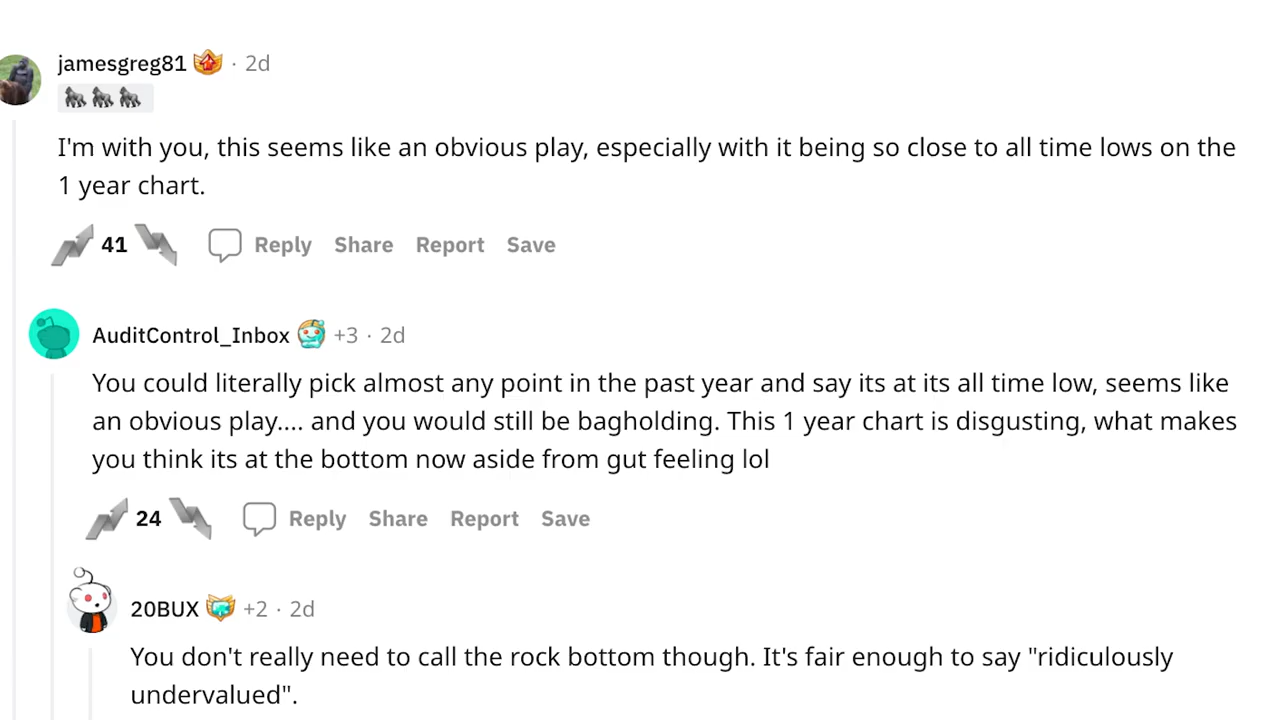 jamesgreg81 · 2d
I'm with you, this seems like an obvious play, especially with it being so close to all time lows on the
1 year chart.
41 Reply Share Report Save
AuditControl_Inbox +3 · 2d
You could literally pick almost any point in the past year and say its at its all time low, seems like
an obvious play.... and you would still be bagholding. This 1 year chart is disgusting, what makes
you think its at the bottom now aside from gut feeling lol
24 Reply Share Report Save
20BUX +2 · 2d
You don't really need to call the rock bottom though. It's fair enough to say "ridiculously
undervalued".